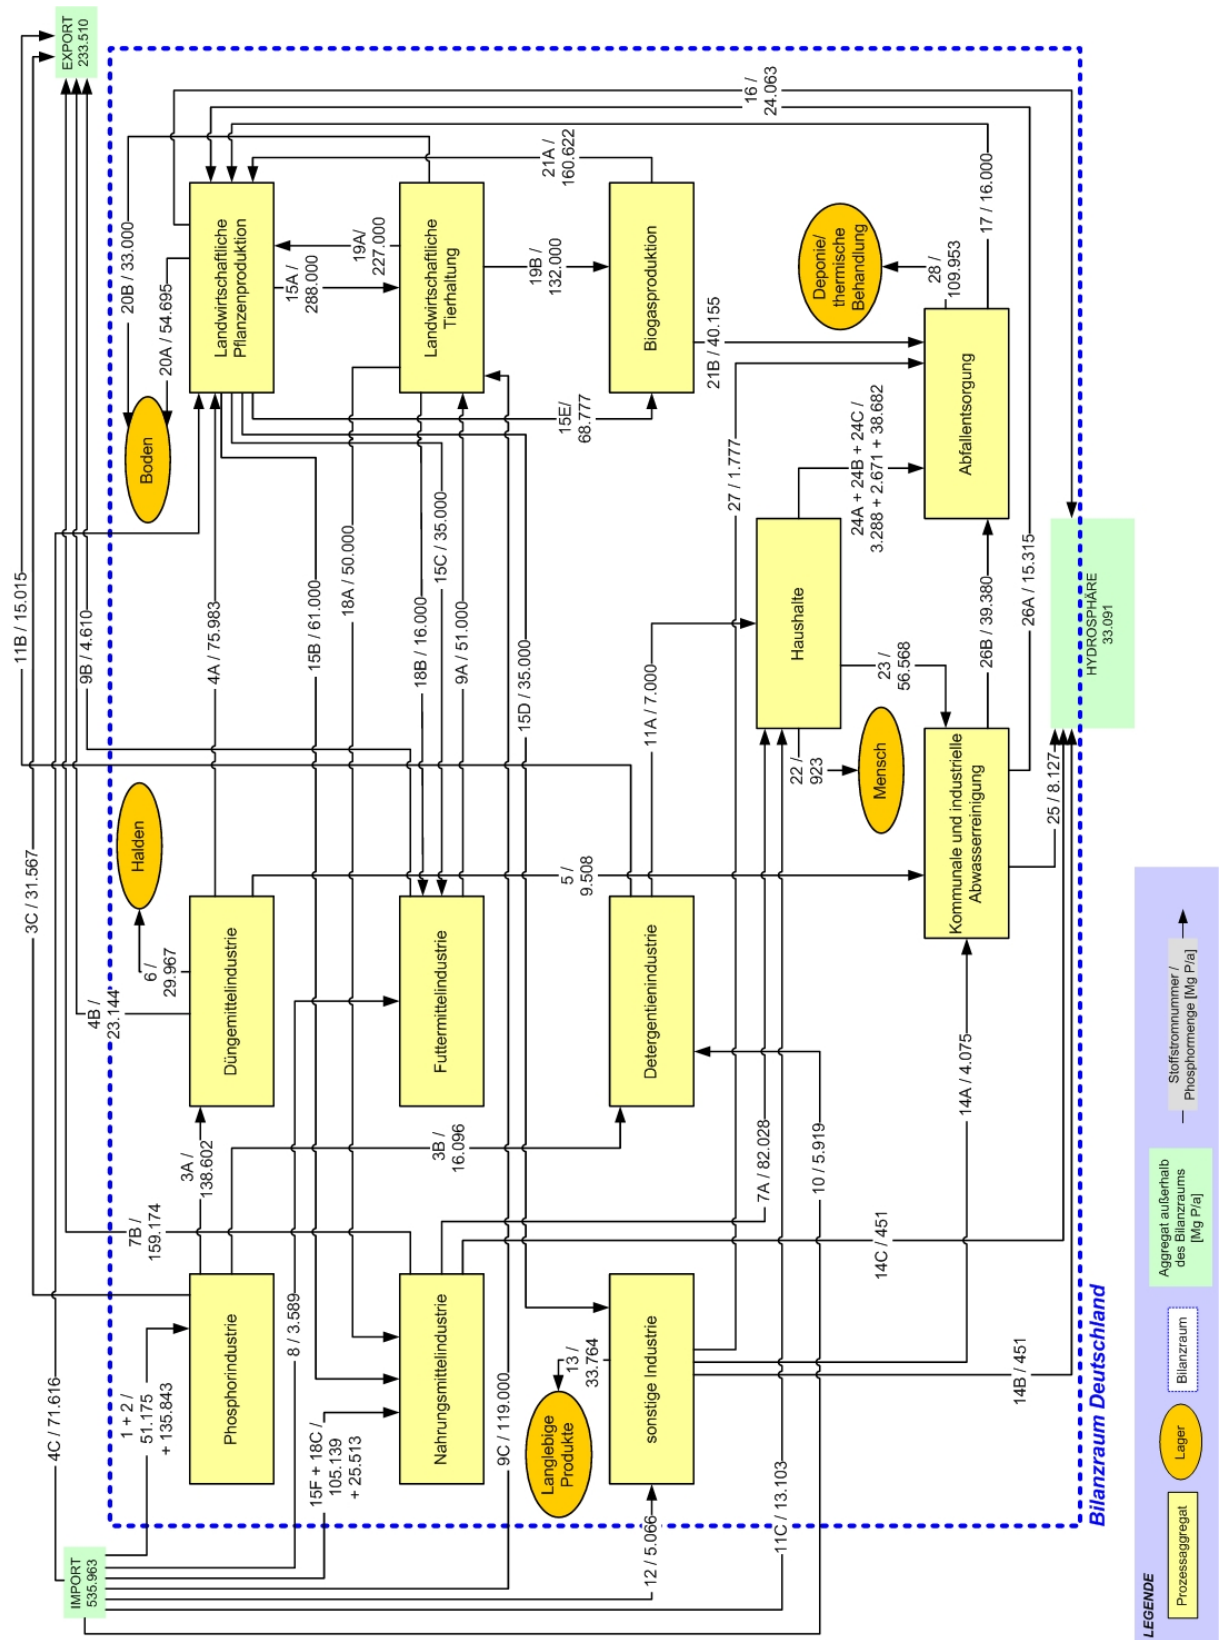 IMPORT
535.963
EXPORT
233.510
4C / 71.616
3C / 31.567
11B / 15.015
1 + 2 /
51.175
+ 135.843
7B /
159.174
3A /
138.602
4B /
23.144
6 /
29.967
Halden
9B / 4.610
20B / 33.000
20A / 54.695
Boden
Phosphorindustrie
Düngemittelindustrie
4A / 75.983
Landwirtschaftliche
Pflanzenproduktion
16 /
24.063
8 / 3.589
15B / 61.000
15A /
288.000
19A/
227.000
15F + 18C /
105.139
+ 25.513
18A / 50.000
Nahrungsmittelindustrie
3B /
16.096
Futtermittelindustrie
18B / 16.000
15C / 35.000
9A / 51.000
Landwirtschaftliche
Tierhaltung
9C / 119.000
15D / 35.000
19B /
132.000
21A /
160.622
Langlebige
Produkte
13 /
33.764
5 /
9.508
15E/
68.777
12 / 5.066
sonstige Industrie
Detergentienindustrie
11A / 7.000
Biogasproduktion
21B / 40.155
27 / 1.777
11C / 13.103
7A / 82.028
10 / 5.919
22 /
923
Haushalte
24A + 24B + 24C /
3.288 + 2.671 + 38.682
Deponie/
thermische
Behandlung
14C / 451
Mensch
23 /
56.568
28 /
109.953
14A / 4.075
Kommunale und industrielle
Abwasserreinigung
26B / 39.380
Abfallentsorgung
17 / 16.000
14B / 451
25 / 8.127
26A / 15.315
HYDROSPHÄRE
33.091
Bilanzraum Deutschland
LEGENDE
Prozessaggregat
Lager
Bilanzraum
Aggregat außerhalb
des Bilanzraums
[Mg P/a]
Stoffstromnummer /
Phosphormenge [Mg P/a]